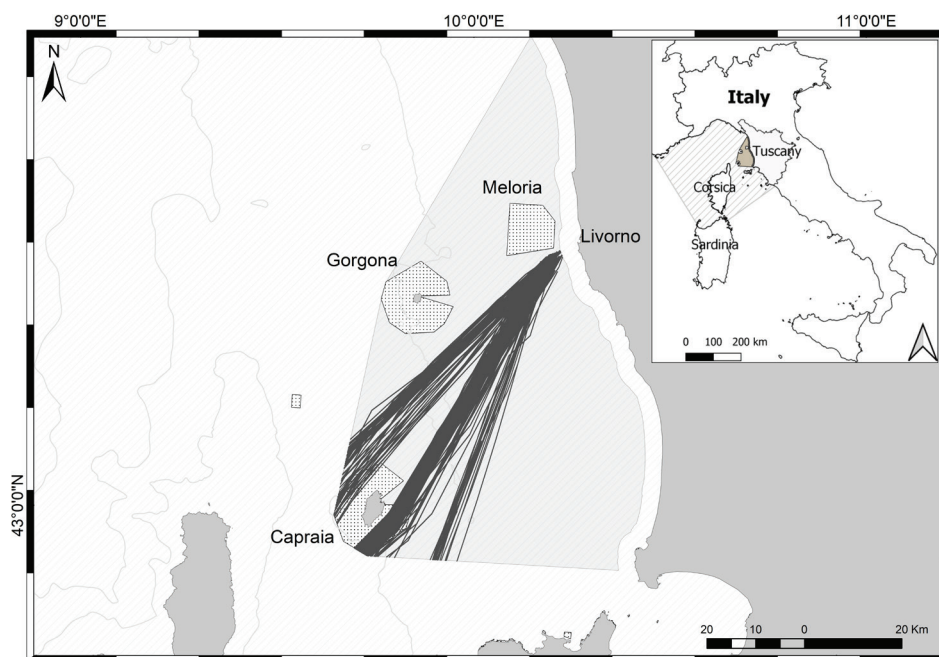 9°0'0"E
10°0'0"E
11°0'0"E
N
Italy
Tuscany
Corsica
Sardinia
0 100 200 km
Meloria
Livorno
Gorgona
43°0'0"N
Capraia
20 10 0 20 Km